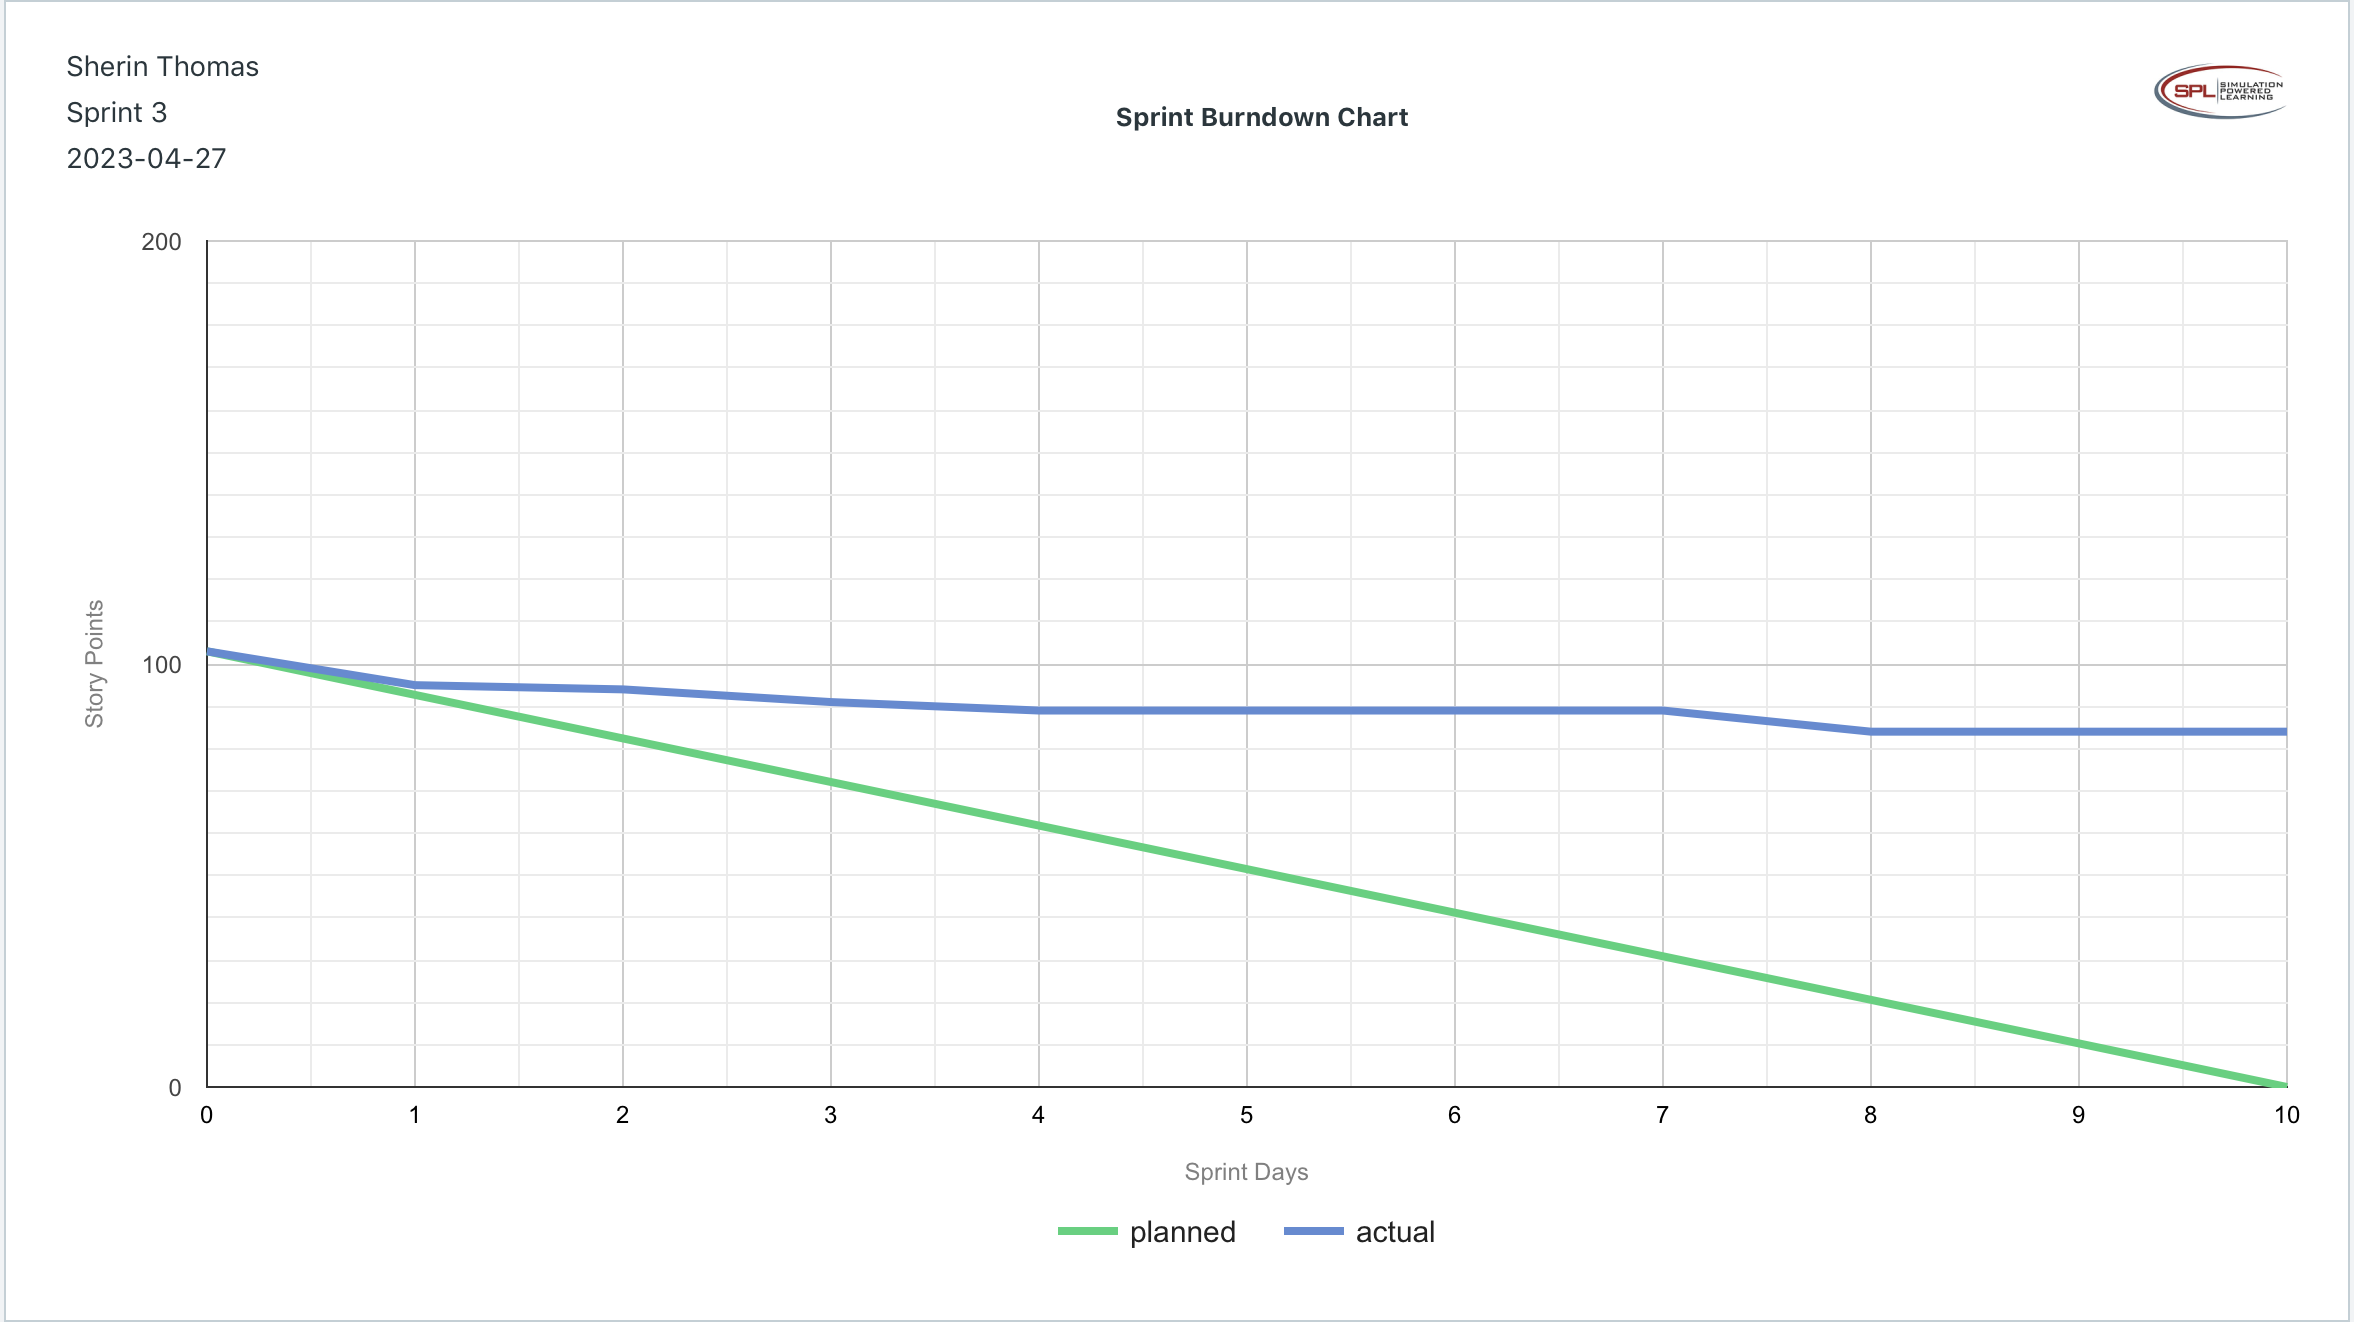 Sherin Thomas
Sprint 3
2023-04-27
Sprint Burndown Chart
SPL
SIMULATION
POWERED
LEARNING
200
100
0
Story Points
0 1 2 3 4 5 6 7 8 9 10
Sprint Days
planned actual